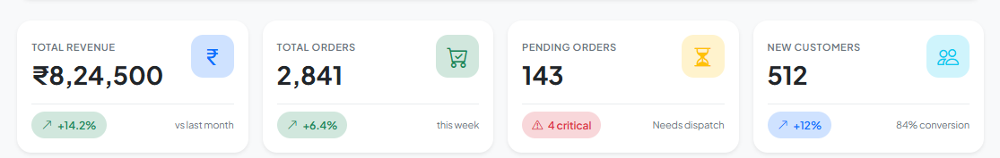 TOTAL REVENUE
₹8,24,500
₹
+14.2%
vs last month
TOTAL ORDERS
2,841
+6.4%
this week
PENDING ORDERS
143
4 critical
Needs dispatch
NEW CUSTOMERS
512
+12%
84% conversion